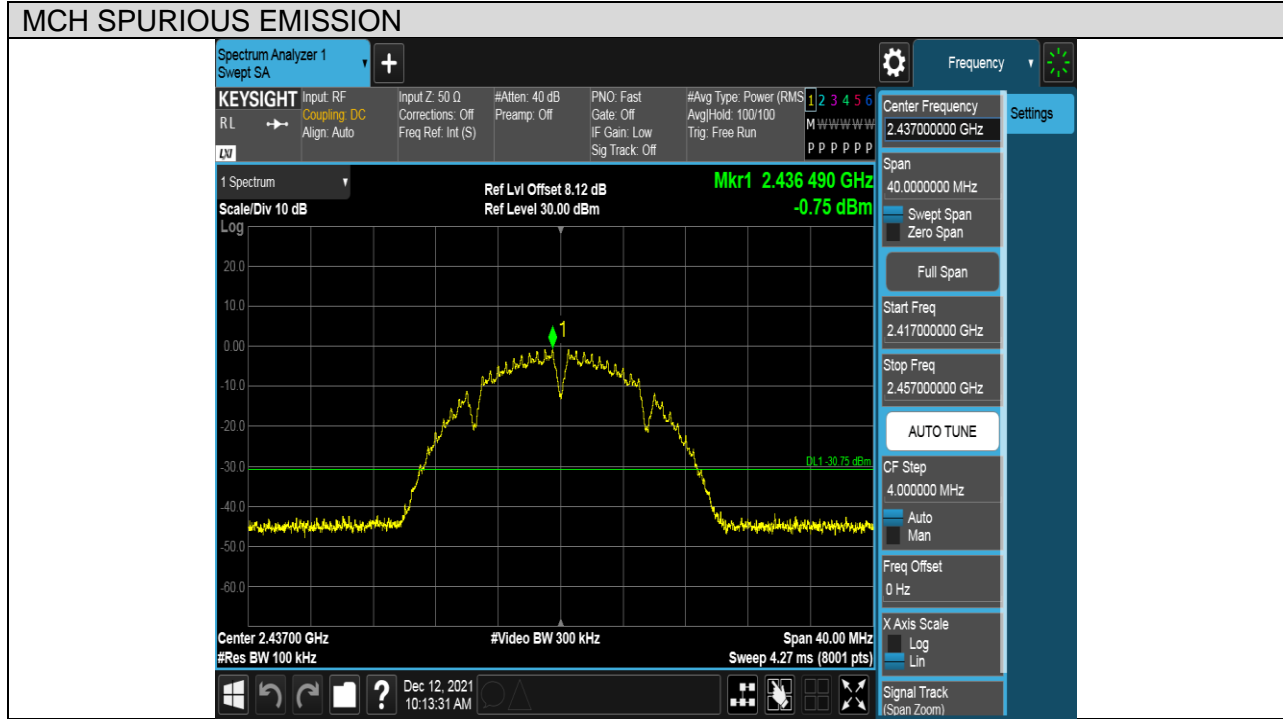 MCH SPURIOUS EMISSION
Spectrum Analyzer 1
Swept SA
+
Frequency
KEYSIGHT
RL
LXI
Input: RF
Coupling: DC
Align: Auto
Input Z: 50 Ω
Corrections: Off
Freq Ref: Int (S)
#Atten: 40 dB
Preamp: Off
PNO: Fast
Gate: Off
IF Gain: Low
Sig Track: Off
#Avg Type: Power (RMS
Avg|Hold: 100/100
Trig: Free Run
1 2 3 4 5 6
M W W W W W
P P P P P P
1 Spectrum
Scale/Div 10 dB
Ref Lvl Offset 8.12 dB
Ref Level 30.00 dBm
Mkr1 2.436 490 GHz
-0.75 dBm
Log
20.0
10.0
0.00
-10.0
-20.0
-30.0
-40.0
-50.0
-60.0
1
DL1 -30.75 dBm
Center 2.43700 GHz
#Res BW 100 kHz
#Video BW 300 kHz
Span 40.00 MHz
Sweep 4.27 ms (8001 pts)
?
Dec 12, 2021
10:13:31 AM
Center Frequency
2.437000000 GHz
Settings
Span
40.0000000 MHz
Swept Span
Zero Span
Full Span
Start Freq
2.417000000 GHz
Stop Freq
2.457000000 GHz
AUTO TUNE
CF Step
4.000000 MHz
Auto
Man
Freq Offset
0 Hz
X Axis Scale
Log
Lin
Signal Track
(Span Zoom)